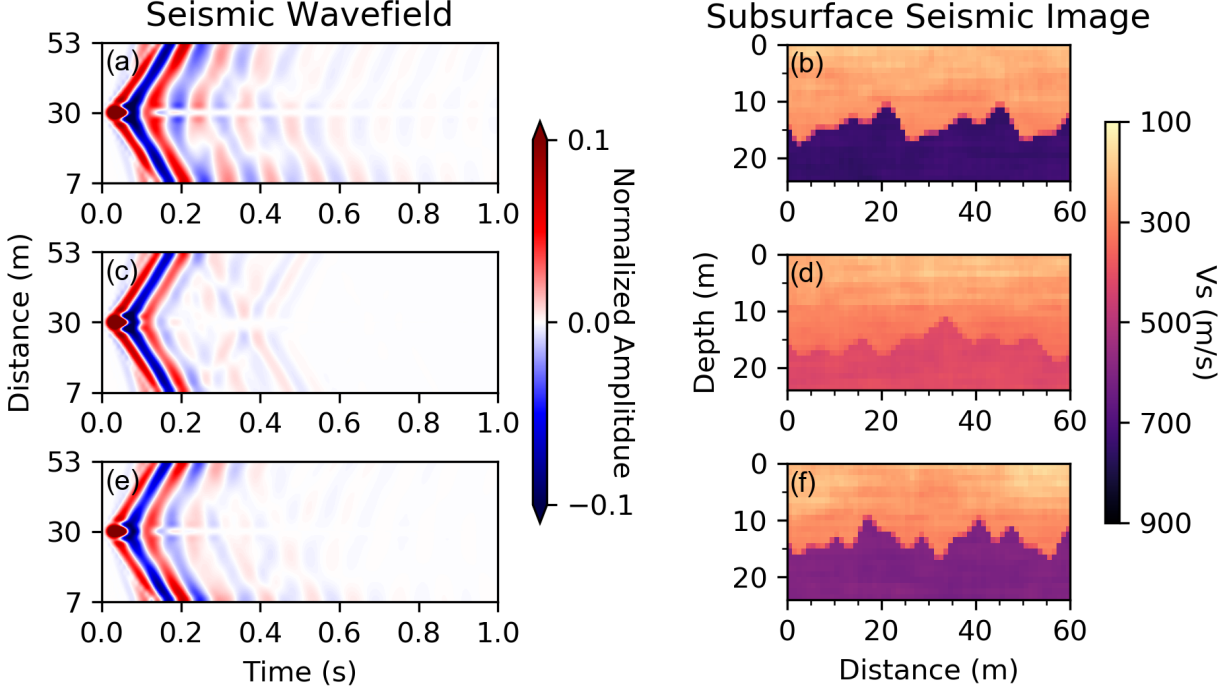 Seismic Wavefield
Subsurface Seismic Image
(a)
53
30
7
0.0 0.2 0.4 0.6 0.8 1.0
(b)
0
10
20
0 20 40 60
(c)
53
30
7
0.0 0.2 0.4 0.6 0.8 1.0
(d)
0
10
20
0 20 40 60
(e)
53
30
7
0.0 0.2 0.4 0.6 0.8 1.0
(f)
0
10
20
0 20 40 60
Distance (m)
Time (s)
0.1
0.0
−0.1
Normalized Amplitdue
Depth (m)
Distance (m)
100
300
500
700
900
Vs (m/s)